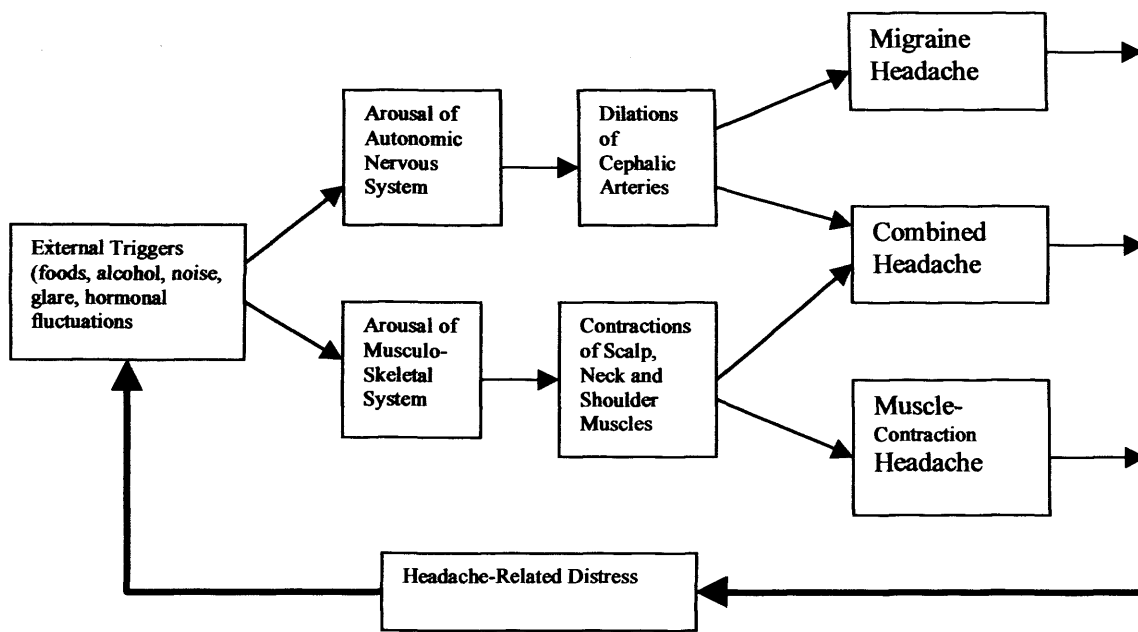 Migraine
Headache
Arousal of
Autonomic
Nervous
System
Dilations
of
Cephalic
Arteries
External Triggers
(foods, alcohol, noise,
glare, hormonal
fluctuations
Combined
Headache
Arousal of
Musculo-
Skeletal
System
Contractions
of Scalp,
Neck and
Shoulder
Muscles
Muscle-
Contraction
Headache
Headache-Related Distress